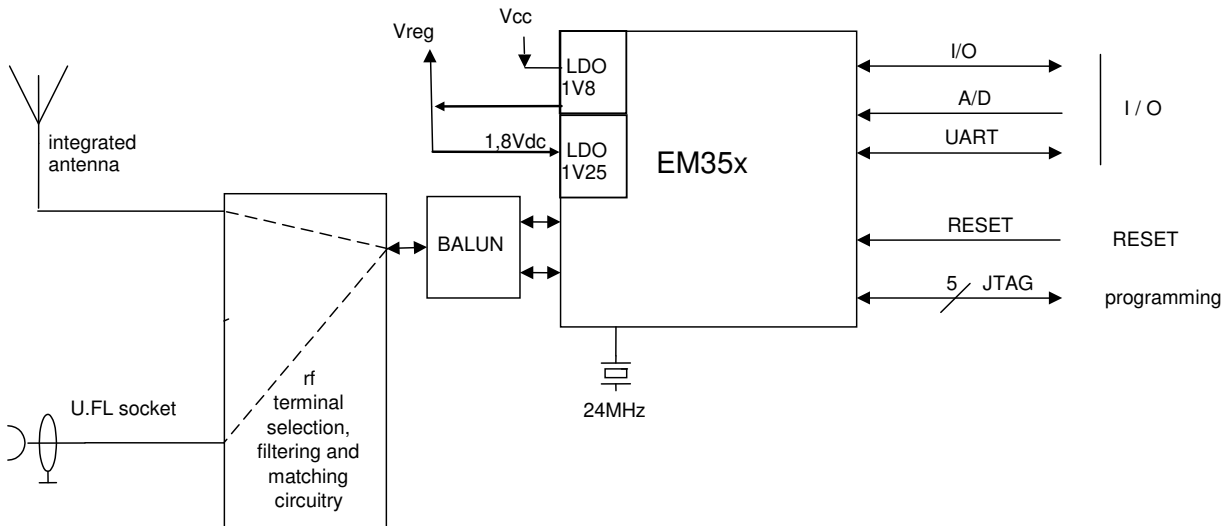 Vcc
Vreg
LDO
1V8
I/O
A/D
I / O
integrated
antenna
1,8Vdc
LDO
1V25
EM35x
UART
BALUN
RESET
RESET
5
JTAG
programming
rf
terminal
selection,
filtering and
matching
circuitry
U.FL socket
24MHz